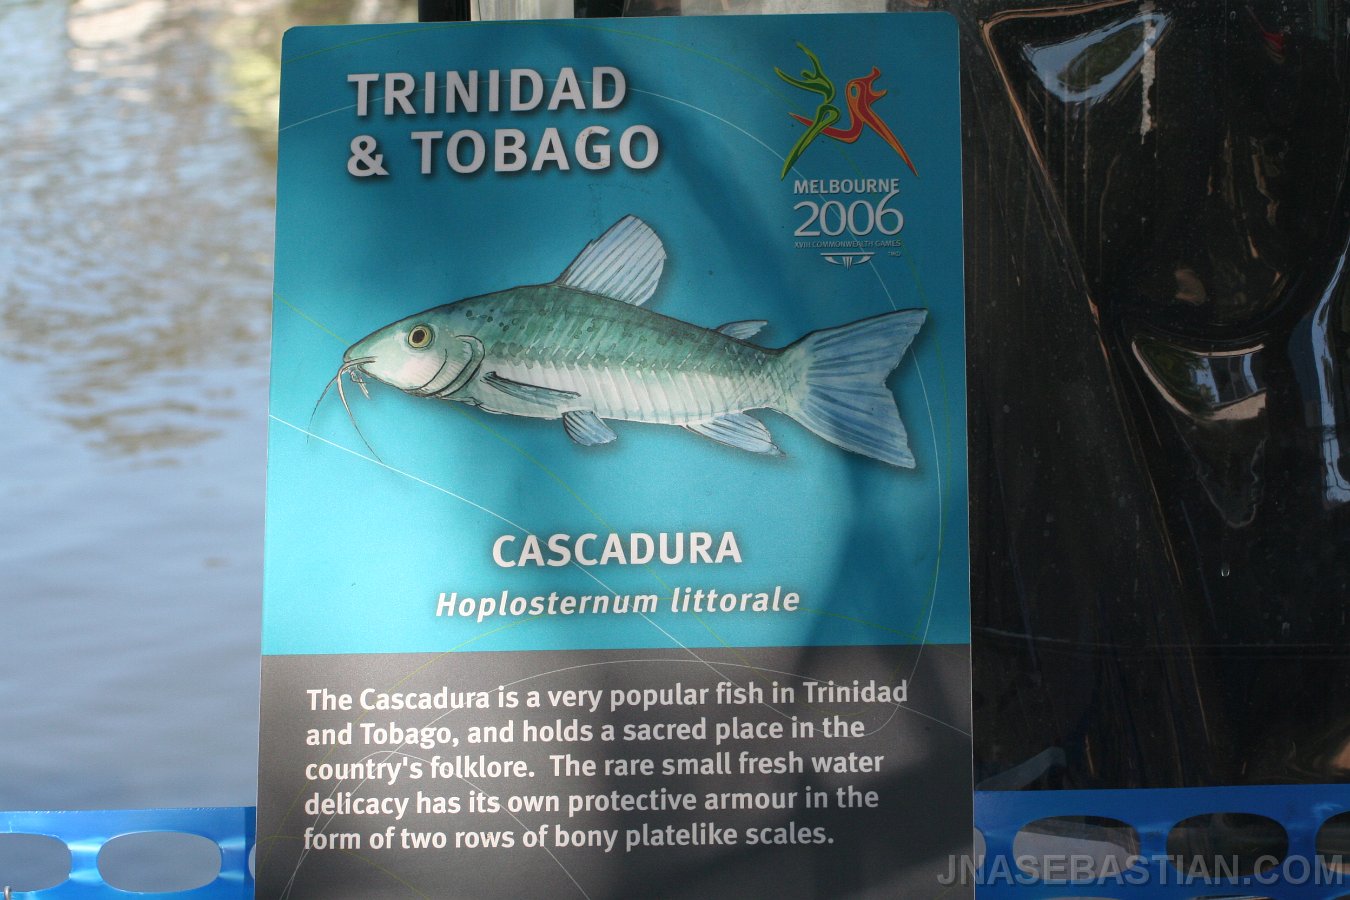 TRINIDAD
& TOBAGO
MELBOURNE
2006
XVIII COMMONWEALTH GAMES
CASCADURA
Hoplosternum littorale
The Cascadura is a very popular fish in Trinidad
and Tobago, and holds a sacred place in the
country's folklore. The rare small fresh water
delicacy has its own protective armour in the
form of two rows of bony platelike scales.
JNASEBASTIAN.COM